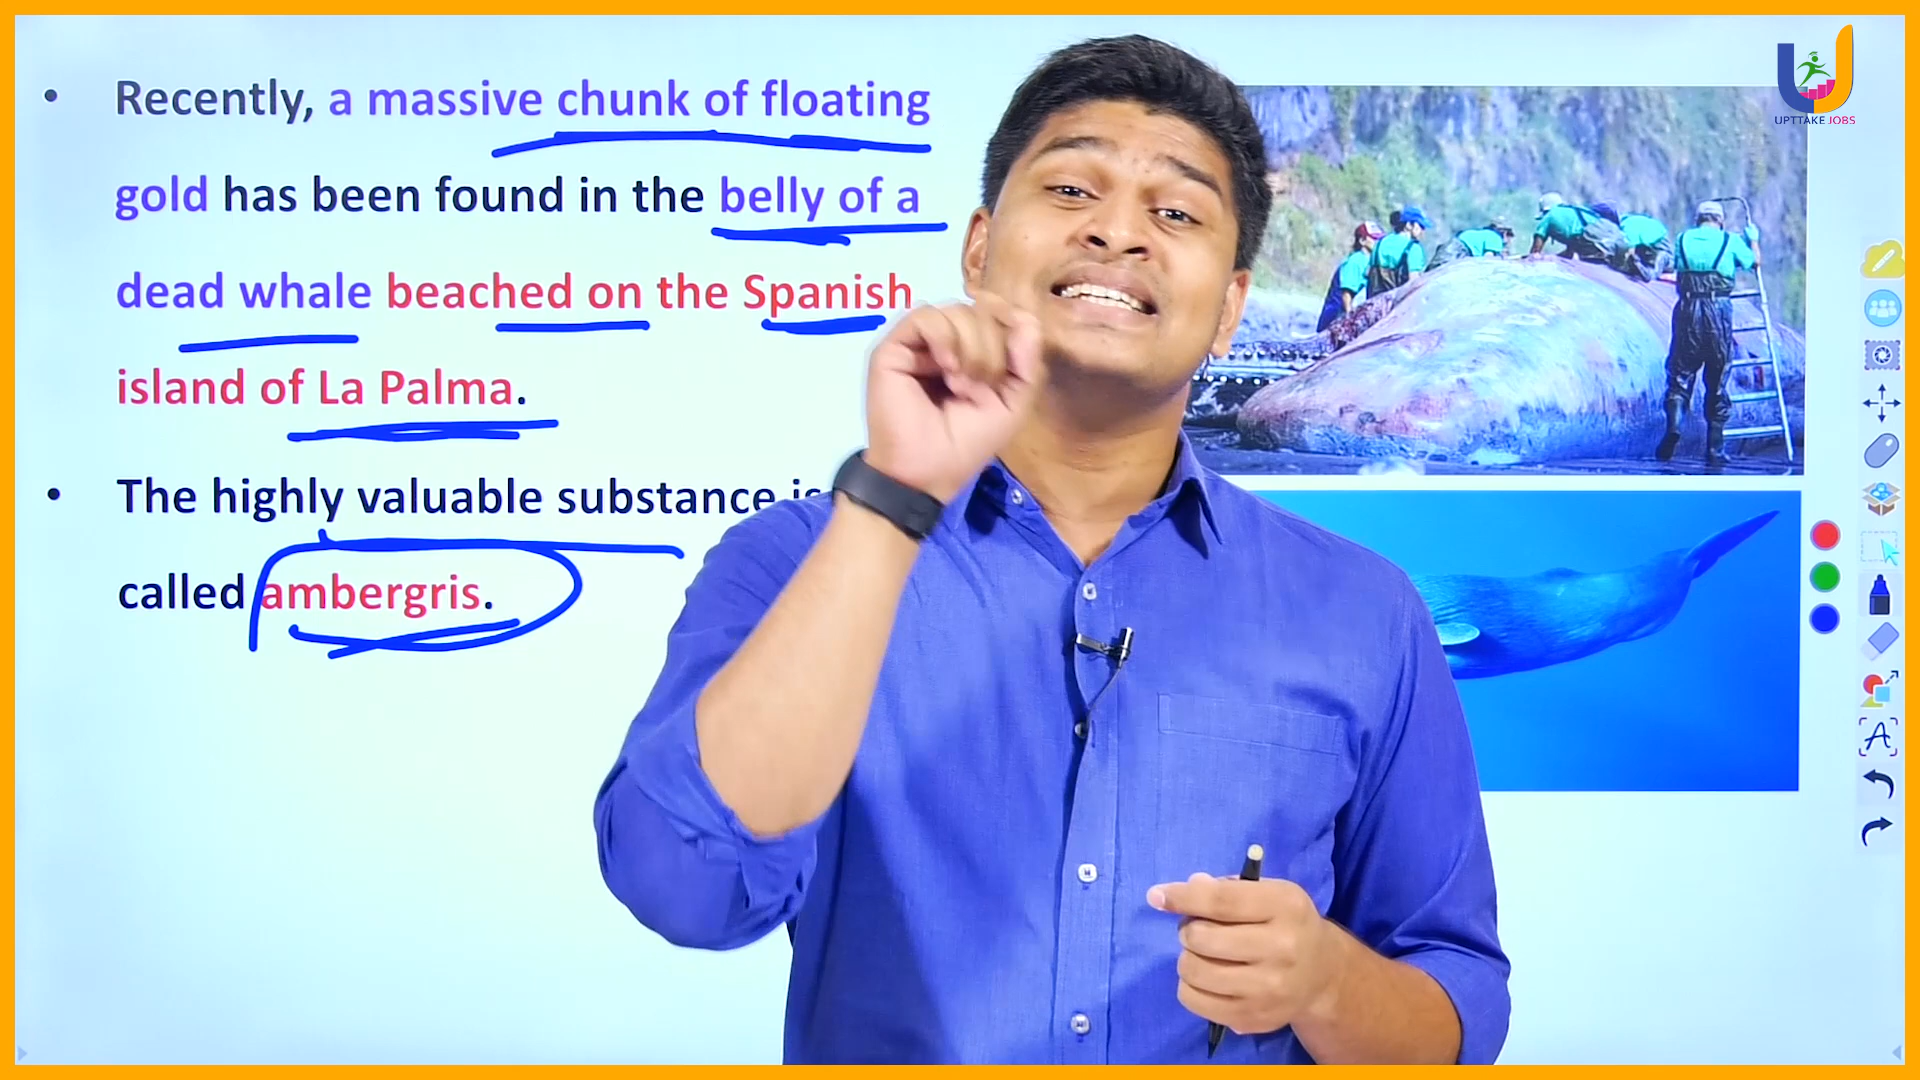 Recently, a massive chunk of floating
gold has been found in the belly of a
dead whale beached on the Spanish
island of La Palma.
The highly valuable substance is
called ambergris.
UPTTAKE JOBS